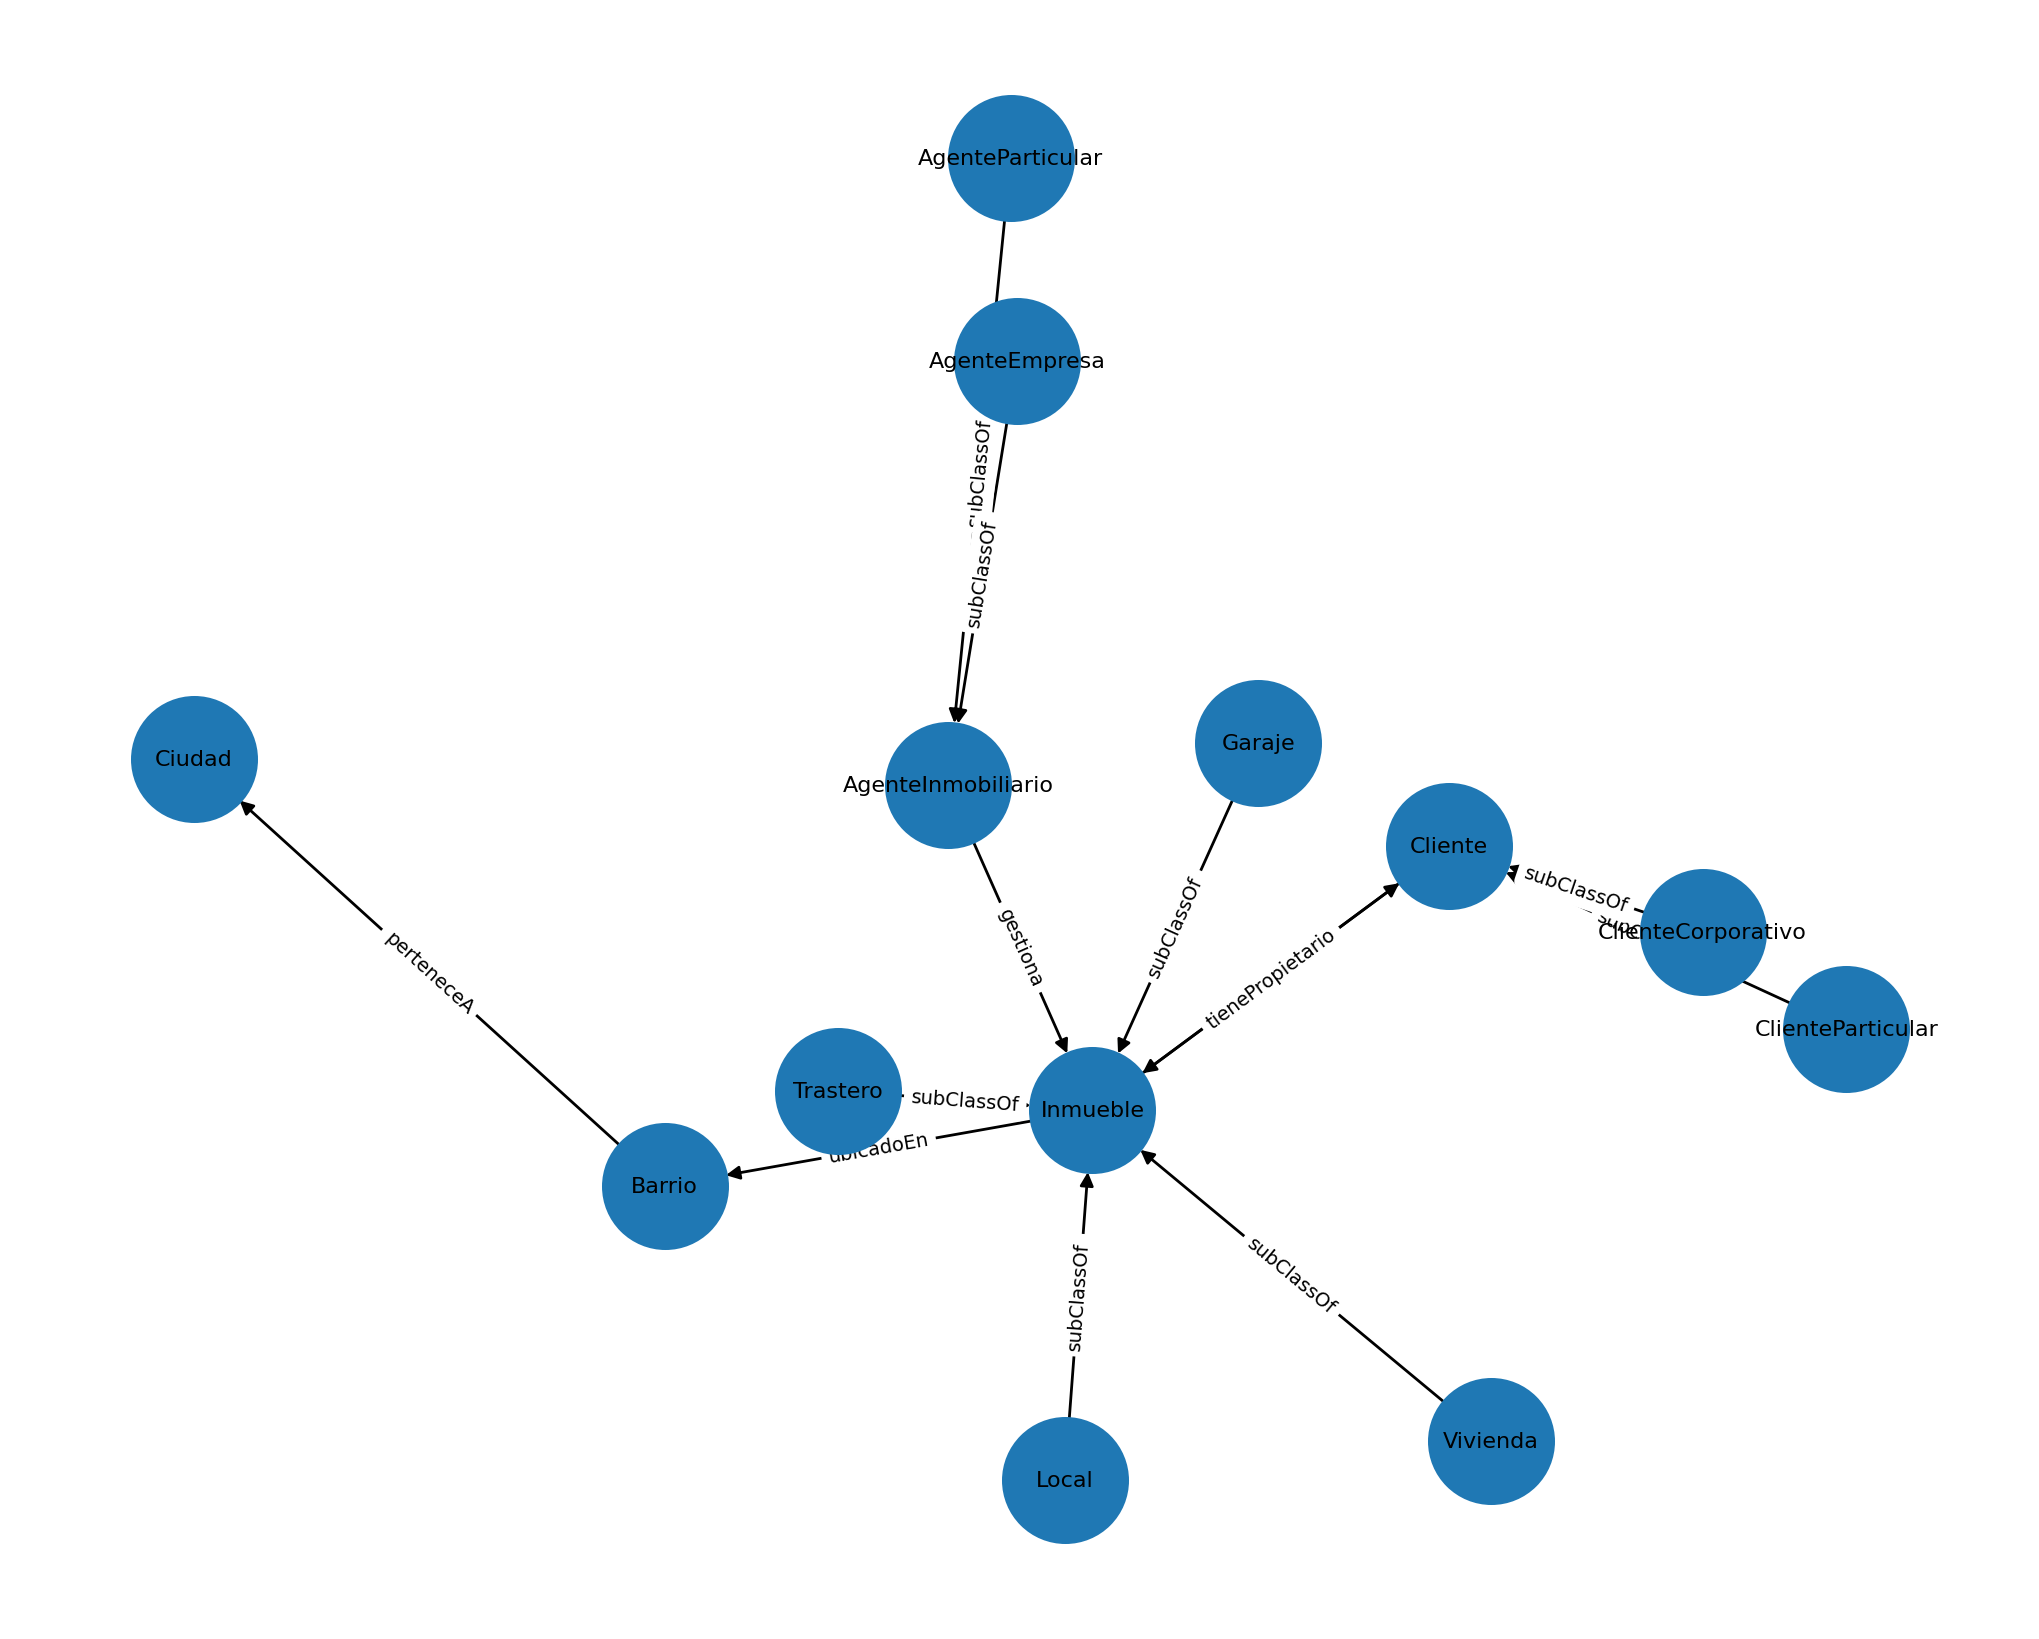 AgenteParticular
AgenteEmpresa
subClassOf
subClassOf
Ciudad
AgenteInmobiliario
Garaje
Cliente
subClassOf
ClienteCorporativo
ClienteParticular
gestiona
subClassOf
tienePropietario
perteneceA
Trastero
subClassOf
Inmueble
ubicadoEn
Barrio
subClassOf
subClassOf
Local
Vivienda